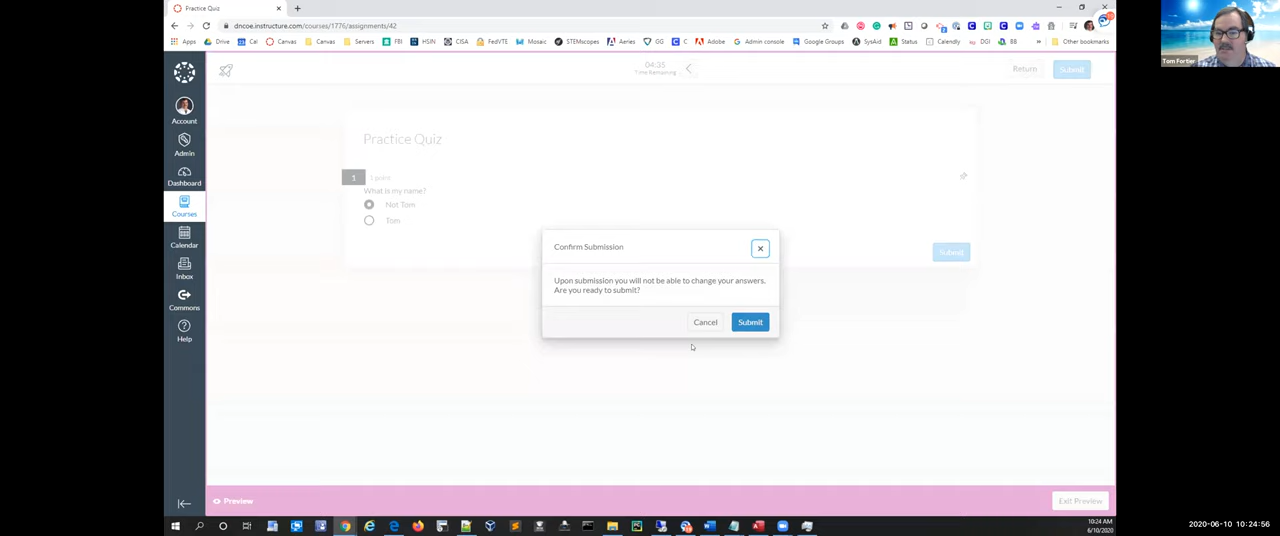 Practice Quiz
dncoe.instructure.com/courses/1776/assignments/42
Apps Drive Cal Canvas Canvas Servers FBI HSIN CISA FedVTE Mosaic STEMscopes Aeries GG C Adobe Admin console Google Groups SysAid Status Calendly DGI BB » Other bookmarks
Tom Fortier
04:35
Time Remaining
Return
Submit
Account
Admin
Dashboard
Courses
Calendar
Inbox
Commons
Help
Practice Quiz
1
1 point
What is my name?
Not Tom
Tom
Submit
Confirm Submission
Upon submission you will not be able to change your answers.
Are you ready to submit?
Cancel Submit
Preview
Exit Preview
10:24 AM
6/10/2020
2020-06-10 10:24:56